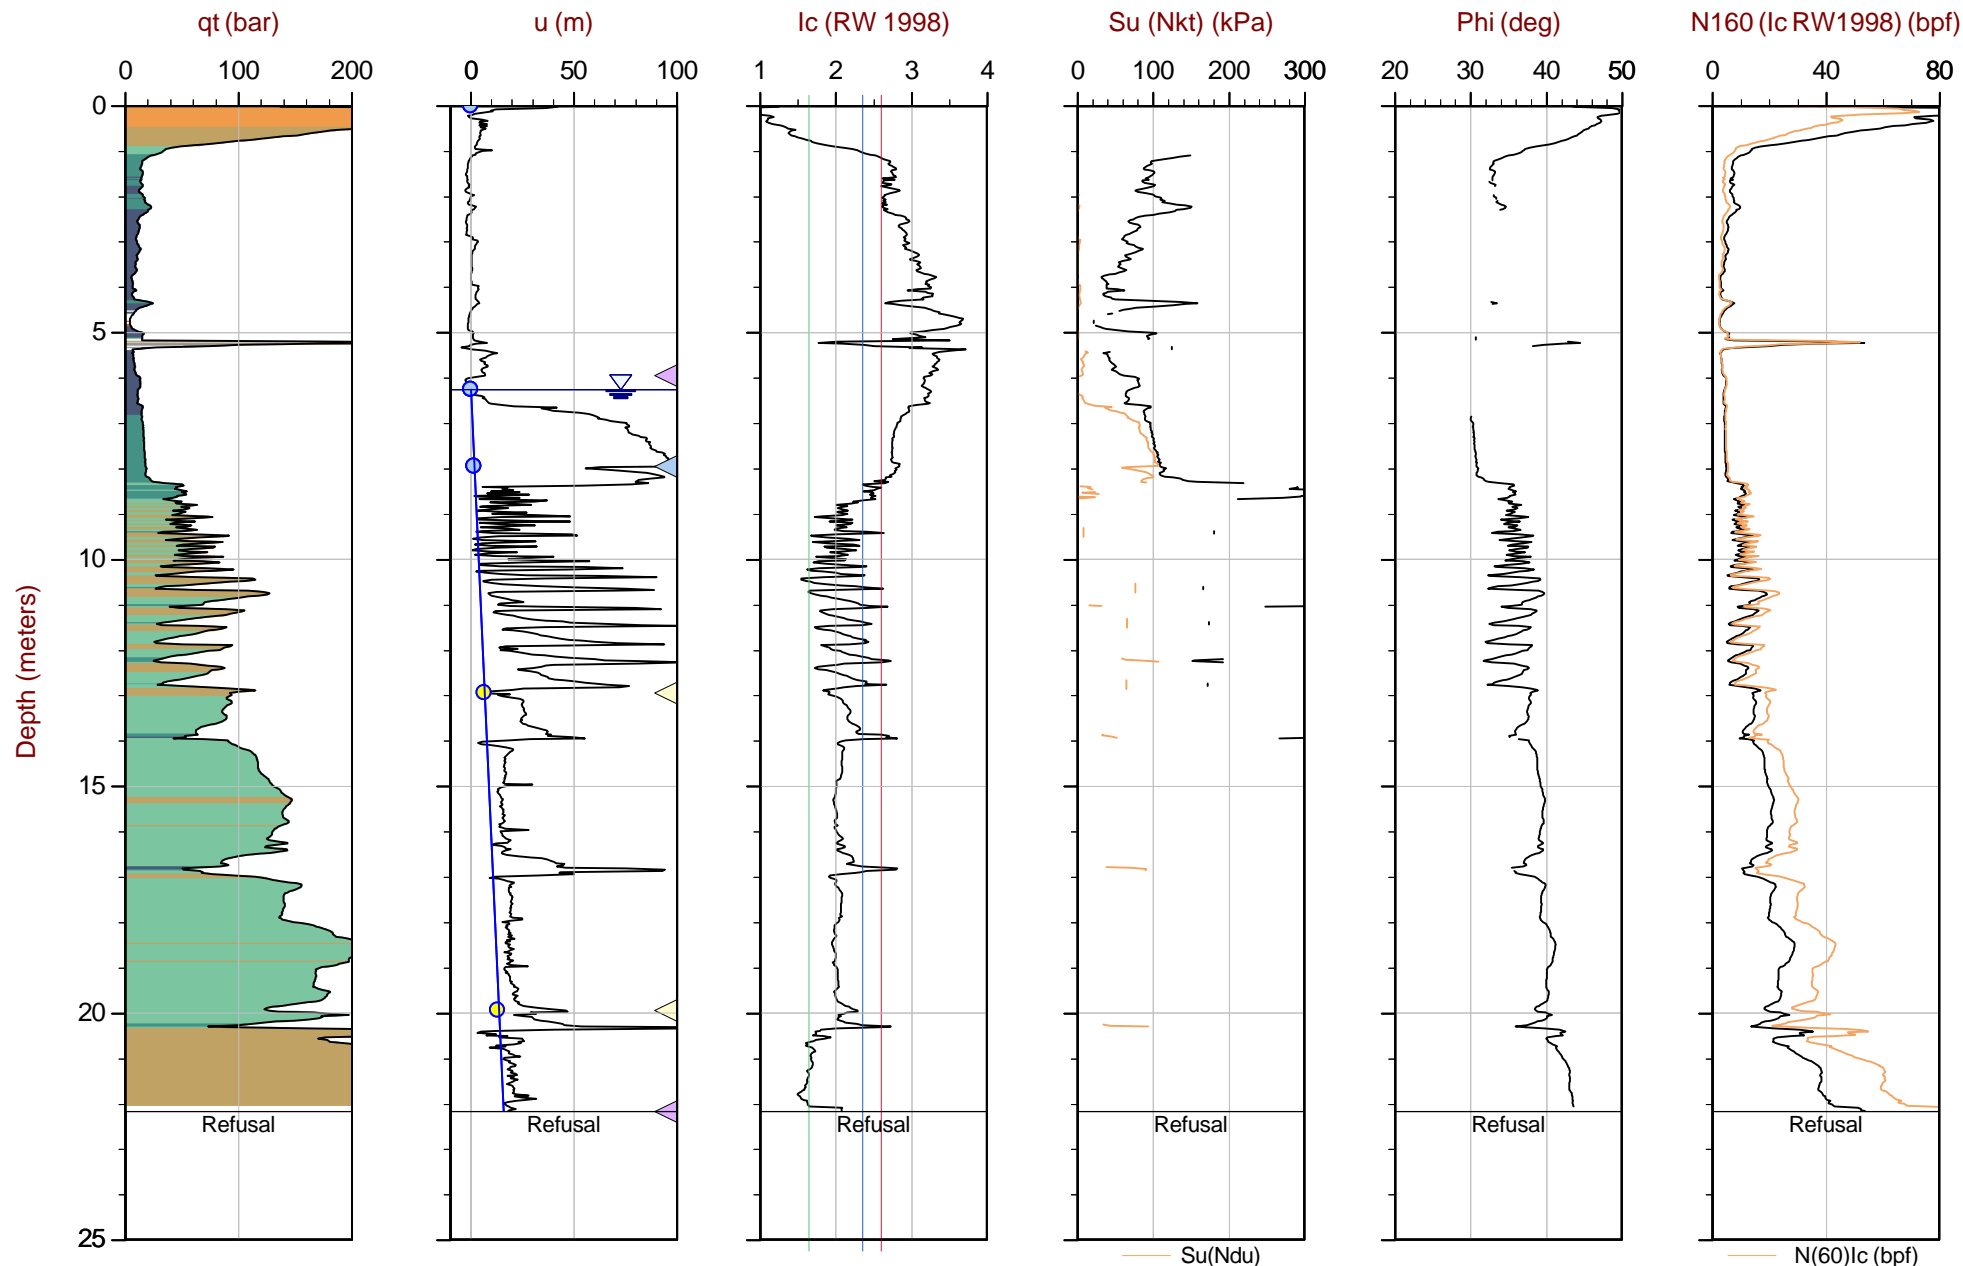 qt (bar) u (m) Ic (RW 1998) Su (Nkt) (kPa) Phi (deg) N160 (Ic RW1998) (bpf)
0 100 200 0 50 100 1 2 3 4 0 100 200 300 20 30 40 50 0 40 80
0
5
10
Depth (meters)
15
20
Refusal Refusal Refusal Refusal Refusal Refusal
25
Su(Ndu) N(60)Ic (bpf)